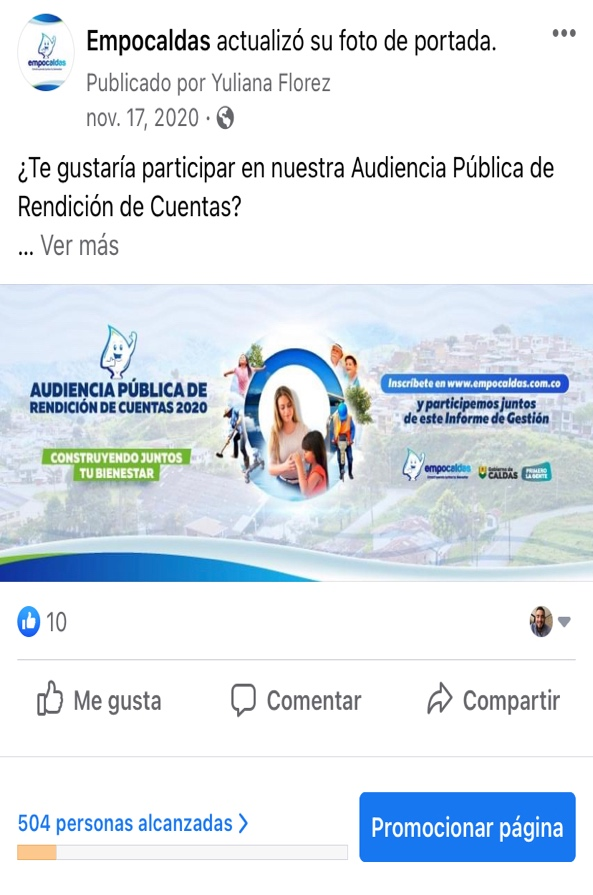 empocaldas
Empocaldas actualizó su foto de portada.
Publicado por Yuliana Florez
nov. 17, 2020 ·
¿Te gustaría participar en nuestra Audiencia Pública de
Rendición de Cuentas?
... Ver más
AUDIENCIA PÚBLICA DE
RENDICIÓN DE CUENTAS 2020
CONSTRUYENDO JUNTOS
TU BIENESTAR
Inscríbete en www.empocaldas.com.co
y participemos juntos
de este Informe de Gestión
empocaldas
Gobierno de
CALDAS
PRIMERO
LA GENTE
10
Me gusta
Comentar
Compartir
504 personas alcanzadas
Promocionar página